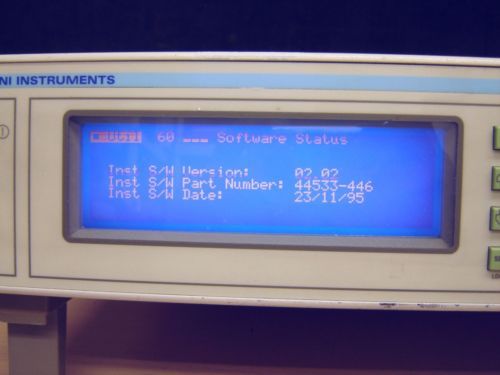 NI INSTRUMENTS
60 ___ Software Status
Inst S/W Version: 02.02
Inst S/W Part Number: 44533-446
Inst S/W Date: 23/11/95